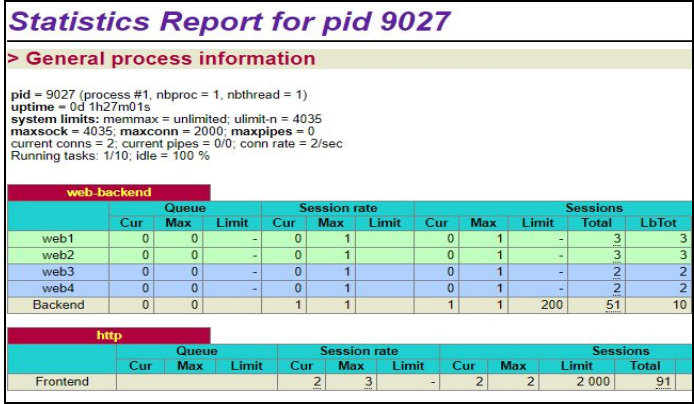 Statistics Report for pid 9027
> General process information
pid = 9027 (process #1, nbproc = 1, nbthread = 1)
uptime = 0d 1h27m01s
system limits: memmax = unlimited; ulimit-n = 4035
maxsock = 4035; maxconn = 2000; maxpipes = 0
current conns = 2; current pipes = 0/0; conn rate = 2/sec
Running tasks: 1/10; idle = 100 %
web-backend
Queue Session rate Sessions
Cur Max Limit Cur Max Limit Cur Max Limit Total LbTot
web1 0 0 - 0 1 0 1 - 3 3
web2 0 0 - 0 1 0 1 - 3 3
web3 0 0 - 0 1 0 1 - 2 2
web4 0 0 - 0 1 0 1 - 2 2
Backend 0 0 1 1 1 1 200 51 10
http
Queue Session rate Sessions
Cur Max Limit Cur Max Limit Cur Max Limit Total
Frontend 2 3 - 2 2 2 000 91